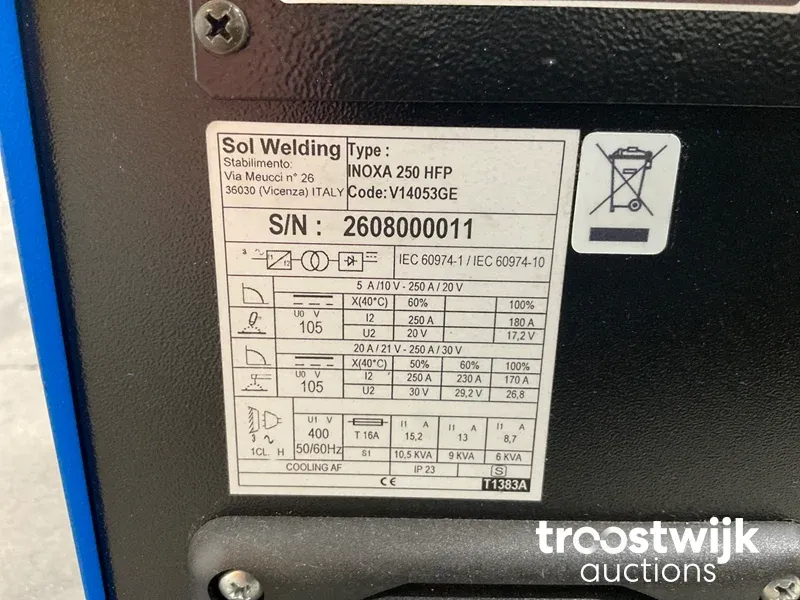 Sol Welding
Stabilimento:
Via Meucci n° 26
36030 (Vicenza) ITALY
Type :
INOXA 250 HFP
Code: V14053GE
S/N : 2608000011
3 ~ f1 f2 IEC 60974-1 / IEC 60974-10
5 A /10 V - 250 A / 20 V
X(40°C) 60% 100%
U0 V I2 250 A 180 A
105 U2 20 V 17,2 V
20 A / 21 V - 250 A / 30 V
X(40°C) 50% 60% 100%
U0 V I2 250 A 230 A 170 A
105 U2 30 V 29,2 V 26,8
U1 V I1 A I1 A I1 A
400 T 16A 15,2 13 8,7
3 ~ 50/60Hz S1 10,5 KVA 9 KVA 6 KVA
1CL. H
COOLING AF IP 23 S
CE T1383A
troostwijk
auctions